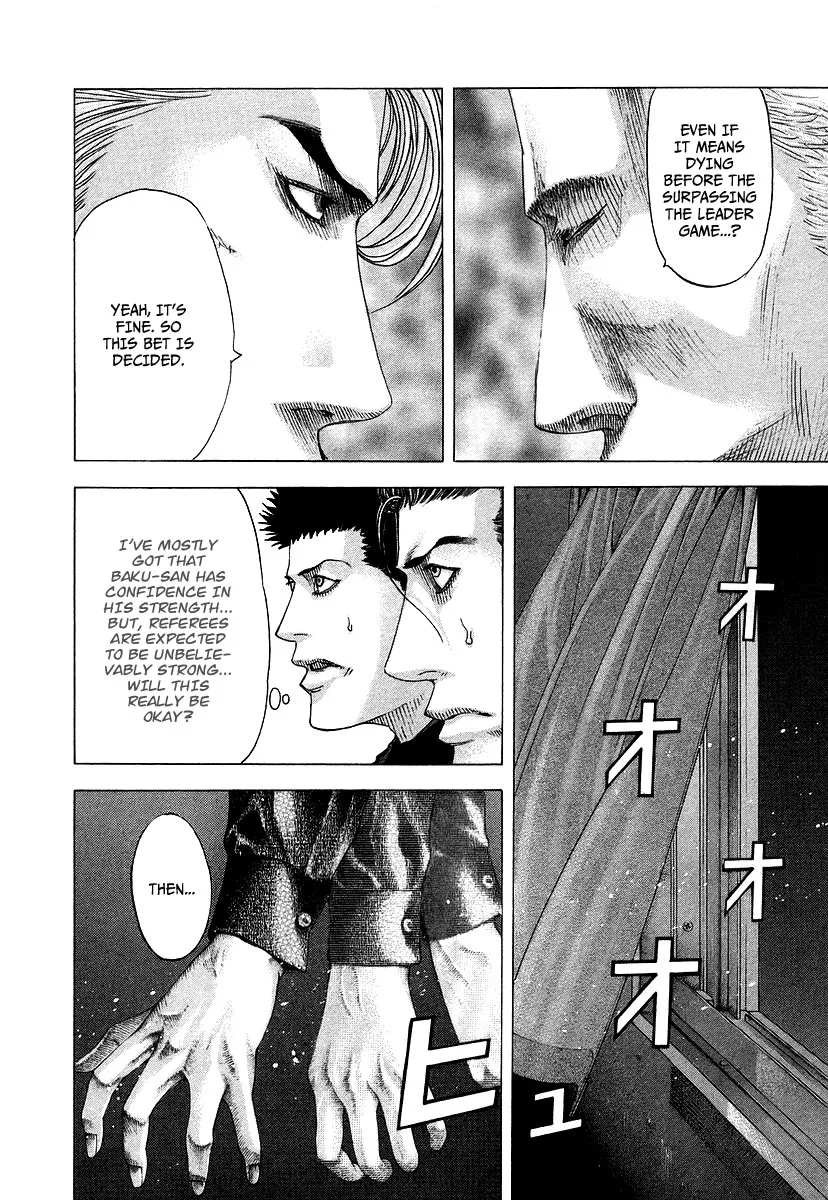 EVEN IF
IT MEANS
DYING
BEFORE THE
SURPASSING
THE LEADER
GAME...?
YEAH, IT'S
FINE. SO
THIS BET IS
DECIDED.
オ
オ
オ
オ
ヒ
ュ
I'VE MOSTLY
GOT THAT
BAKU-SAN HAS
CONFIDENCE IN
HIS STRENGTH...
BUT, REFEREES
ARE EXPECTED
TO BE UNBELIE-
VABLY STRONG...
WILL THIS
REALLY BE
OKAY?
THEN...